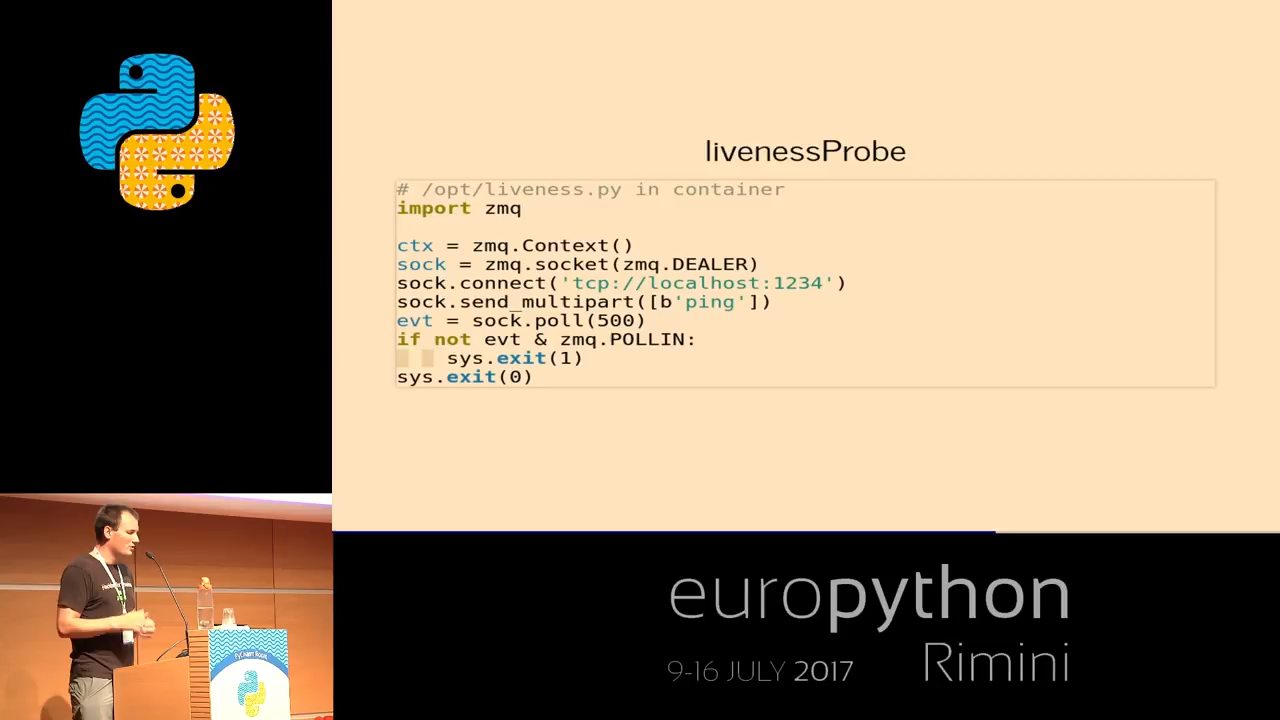 livenessProbe
# /opt/liveness.py in container
import zmq
ctx = zmq.Context()
sock = zmq.socket(zmq.DEALER)
sock.connect('tcp://localhost:1234')
sock.send_multipart([b'ping'])
evt = sock.poll(500)
if not evt & zmq.POLLIN:
    sys.exit(1)
sys.exit(0)
europython
9-16 JULY 2017
Rimini